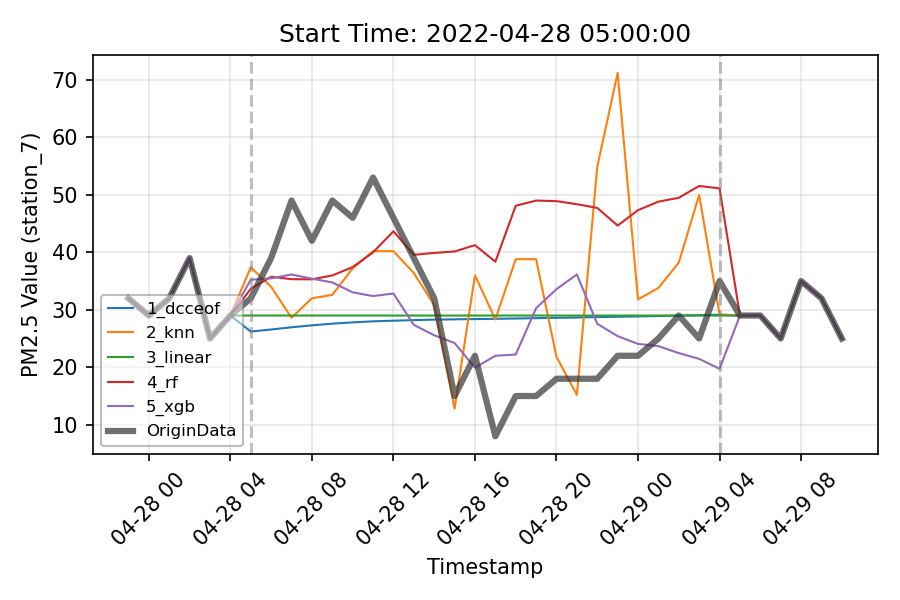 Start Time: 2022-04-28 05:00:00
PM2.5 Value (station_7)
70
60
50
40
30
20
10
1_dcceof
2_knn
3_linear
4_rf
5_xgb
OriginData
04-28 00
04-28 04
04-28 08
04-28 12
04-28 16
04-28 20
04-29 00
04-29 04
04-29 08
Timestamp